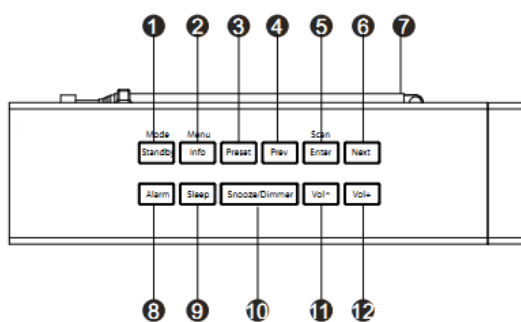 1 2 3 4 5 6 7
Mode Menu Scan
Standby Info Preset Prev Enter Next
Alarm Sleep Snooze/Dimmer Vol- Vol+
8 9 10 11 12